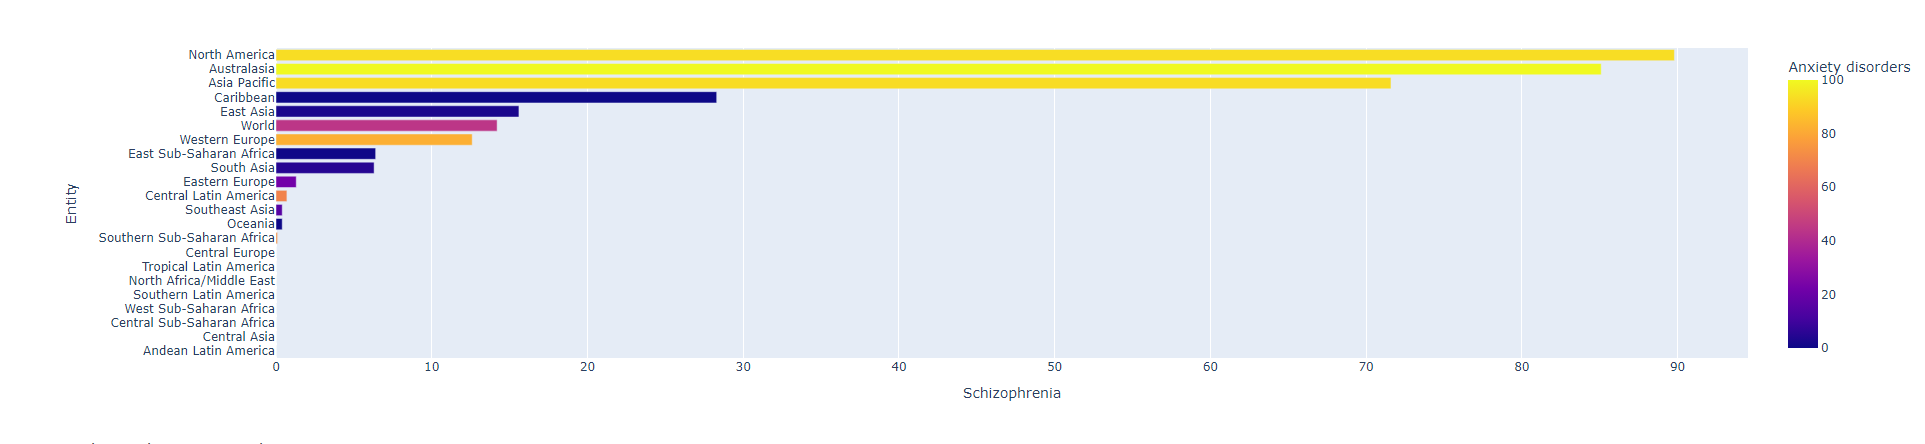 North America
Australasia
Asia Pacific
Caribbean
East Asia
World
Western Europe
East Sub-Saharan Africa
South Asia
Eastern Europe
Central Latin America
Southeast Asia
Oceania
Southern Sub-Saharan Africa
Central Europe
Tropical Latin America
North Africa/Middle East
Southern Latin America
West Sub-Saharan Africa
Central Sub-Saharan Africa
Central Asia
Andean Latin America
Entity
0 10 20 30 40 50 60 70 80 90
Schizophrenia
Anxiety disorders
100
80
60
40
20
0